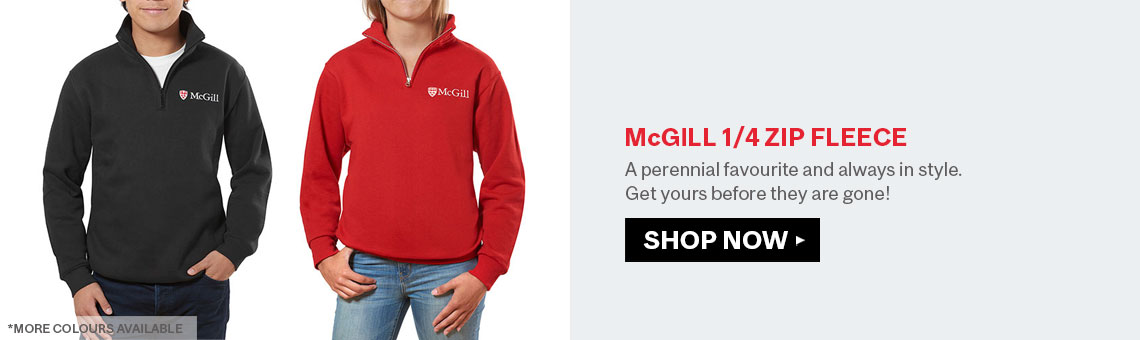 McGill
McGill
*MORE COLOURS AVAILABLE
McGILL 1/4 ZIP FLEECE
A perennial favourite and always in style.
Get yours before they are gone!
SHOP NOW ▸